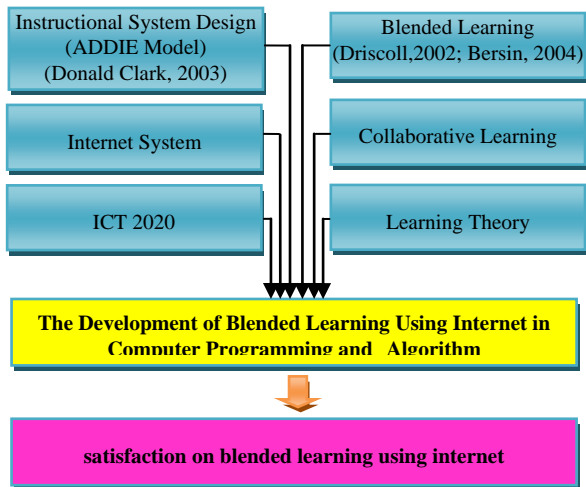 Instructional System Design
(ADDIE Model)
(Donald Clark, 2003)
Blended Learning
(Driscoll,2002; Bersin, 2004)
Internet System
Collaborative Learning
ICT 2020
Learning Theory
The Development of Blended Learning Using Internet in
Computer Programming and Algorithm
satisfaction on blended learning using internet